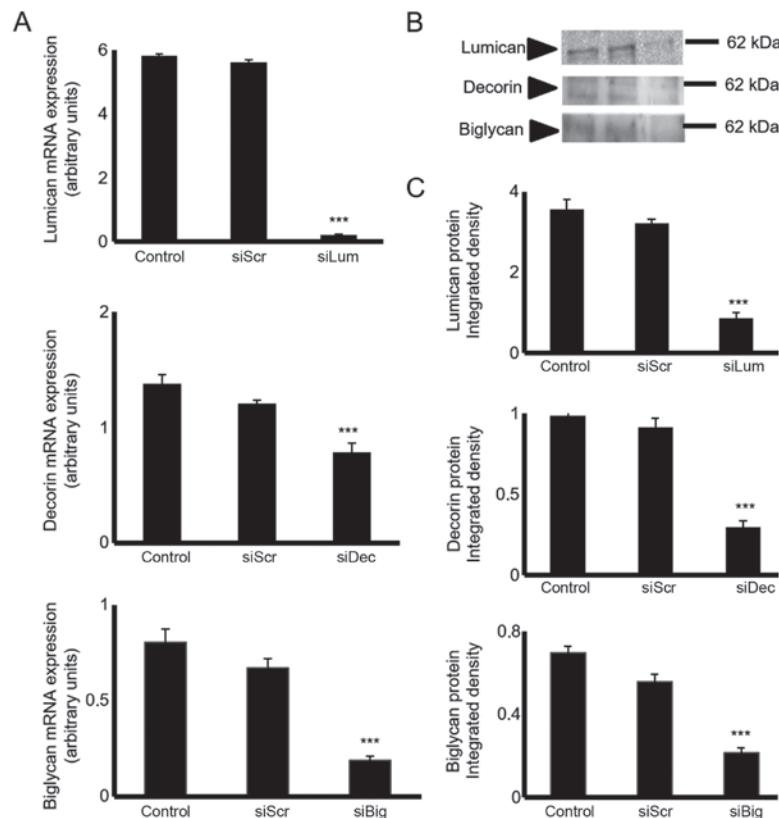 A
Lumican mRNA expression
(arbitrary units)
6
4
2
0
***
Control siScr siLum
Decorin mRNA expression
(arbitrary units)
2
1
0
***
Control siScr siDec
Biglycan mRNA expression
(arbitrary units)
1
0.5
0
***
Control siScr siBig
B
Lumican 62 kDa
Decorin 62 kDa
Biglycan 62 kDa
C
Lumican protein
Integrated density
4
2
0
***
Control siScr siLum
Decorin protein
Integrated density
1
0.5
0
***
Control siScr siDec
Biglycan protein
Integrated density
0.8
0.4
0
***
Control siScr siBig